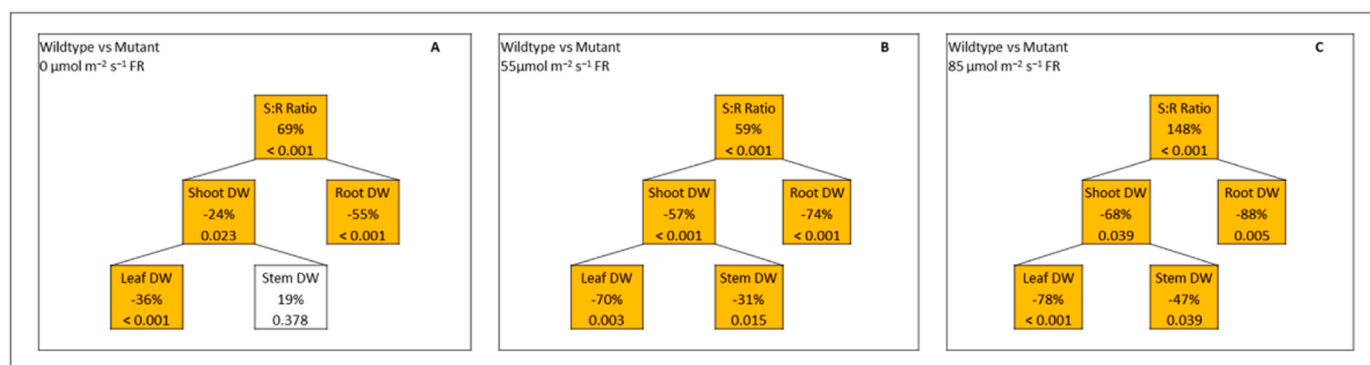 Wildtype vs Mutant
A
0 μmol m⁻² s⁻¹ FR
S:R Ratio
69%
< 0.001
Shoot DW
-24%
0.023
Root DW
-55%
< 0.001
Leaf DW
-36%
< 0.001
Stem DW
19%
0.378
Wildtype vs Mutant
B
55μmol m⁻² s⁻¹ FR
S:R Ratio
59%
< 0.001
Shoot DW
-57%
< 0.001
Root DW
-74%
< 0.001
Leaf DW
-70%
0.003
Stem DW
-31%
0.015
Wildtype vs Mutant
C
85 μmol m⁻² s⁻¹ FR
S:R Ratio
148%
< 0.001
Shoot DW
-68%
0.039
Root DW
-88%
0.005
Leaf DW
-78%
< 0.001
Stem DW
-47%
0.039